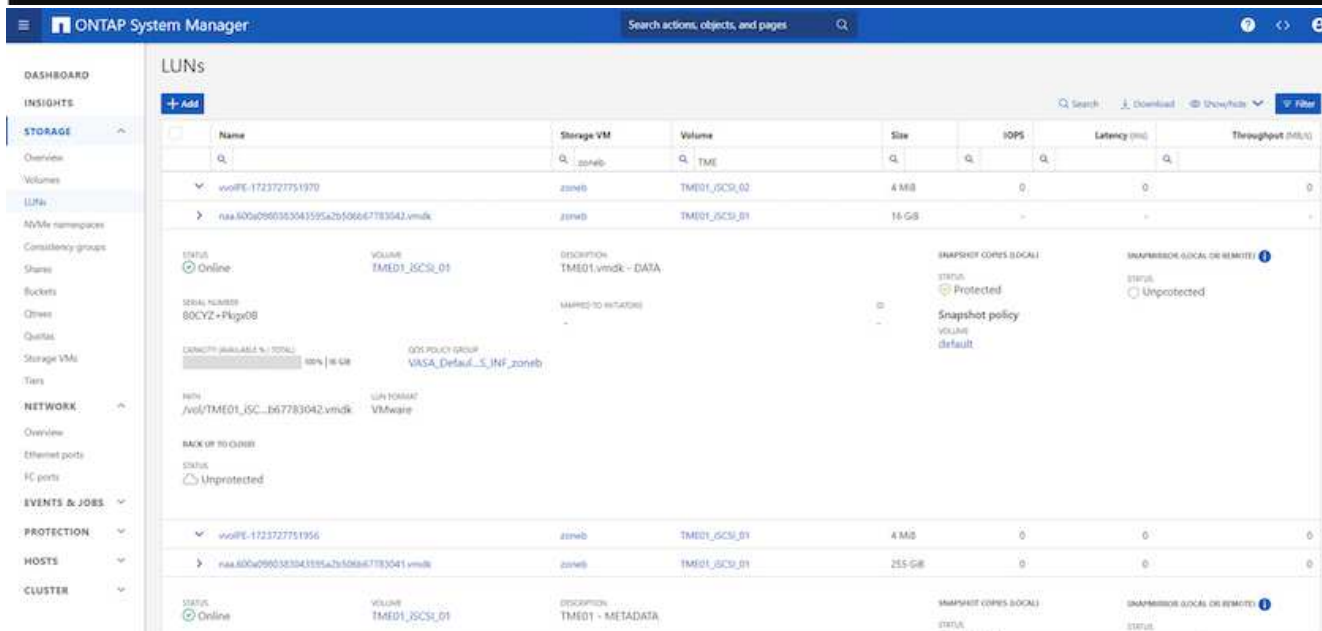 ONTAP System Manager
Search actions, objects, and pages
DASHBOARD
INSIGHTS
STORAGE
Overview
Volumes
LUNs
NVMe namespaces
Consistency groups
Shares
Buckets
Qtrees
Quotas
Storage VMs
Tiers
NETWORK
Overview
Ethernet ports
FC ports
EVENTS & JOBS
PROTECTION
HOSTS
CLUSTER
LUNs
+ Add
Search Download Show/hide Filter
Name Storage VM Volume Size IOPS Latency (ms) Throughput (MB/s)
zoneb TME
vvolPE-1723727751970 zoneb TME01_iSCSI_02 4 MiB 0 0 0
naa.600a0980383043595a2b506b67783042.vmdk zoneb TME01_iSCSI_01 16 GiB - - -
STATUS VOLUME DESCRIPTION SNAPSHOT COPIES (LOCAL) SNAPMIRROR (LOCAL OR REMOTE)
Online TME01_iSCSI_01 TME01.vmdk - DATA STATUS STATUS
Protected Unprotected
SERIAL NUMBER MAPPED TO INITIATORS ID
80CYZ+Pkgx0B - - Snapshot policy
VOLUME
default
CAPACITY (AVAILABLE % | TOTAL) QOS POLICY GROUP
100% | 16 GiB VASA_Defaul...S_INF_zoneb
PATH LUN FORMAT
/vol/TME01_iSC...b67783042.vmdk VMware
BACK UP TO CLOUD
STATUS
Unprotected
vvolPE-1723727751956 zoneb TME01_iSCSI_01 4 MiB 0 0 0
naa.600a0980383043595a2b506b67783041.vmdk zoneb TME01_iSCSI_01 255 GiB 0 0 0
STATUS VOLUME DESCRIPTION SNAPSHOT COPIES (LOCAL) SNAPMIRROR (LOCAL OR REMOTE)
Online TME01_iSCSI_01 TME01 - METADATA STATUS STATUS